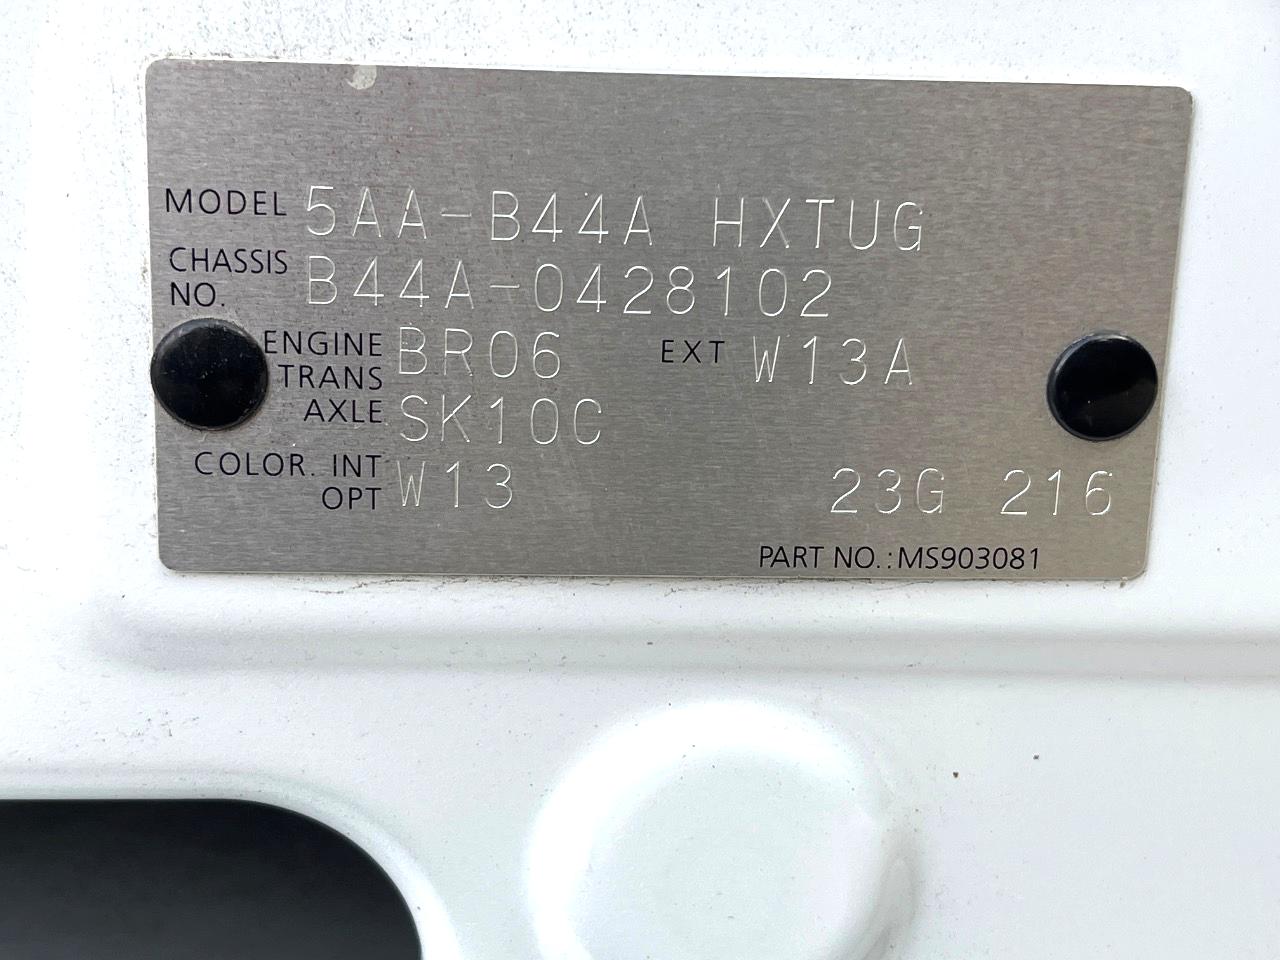 MODEL 5AA-B44A HXTUG
CHASSIS NO. B44A-0428102
ENGINE BR06 EXT W13A
TRANS AXLE SK10C
COLOR. INT OPT W13 23G 216
PART NO.: MS903081